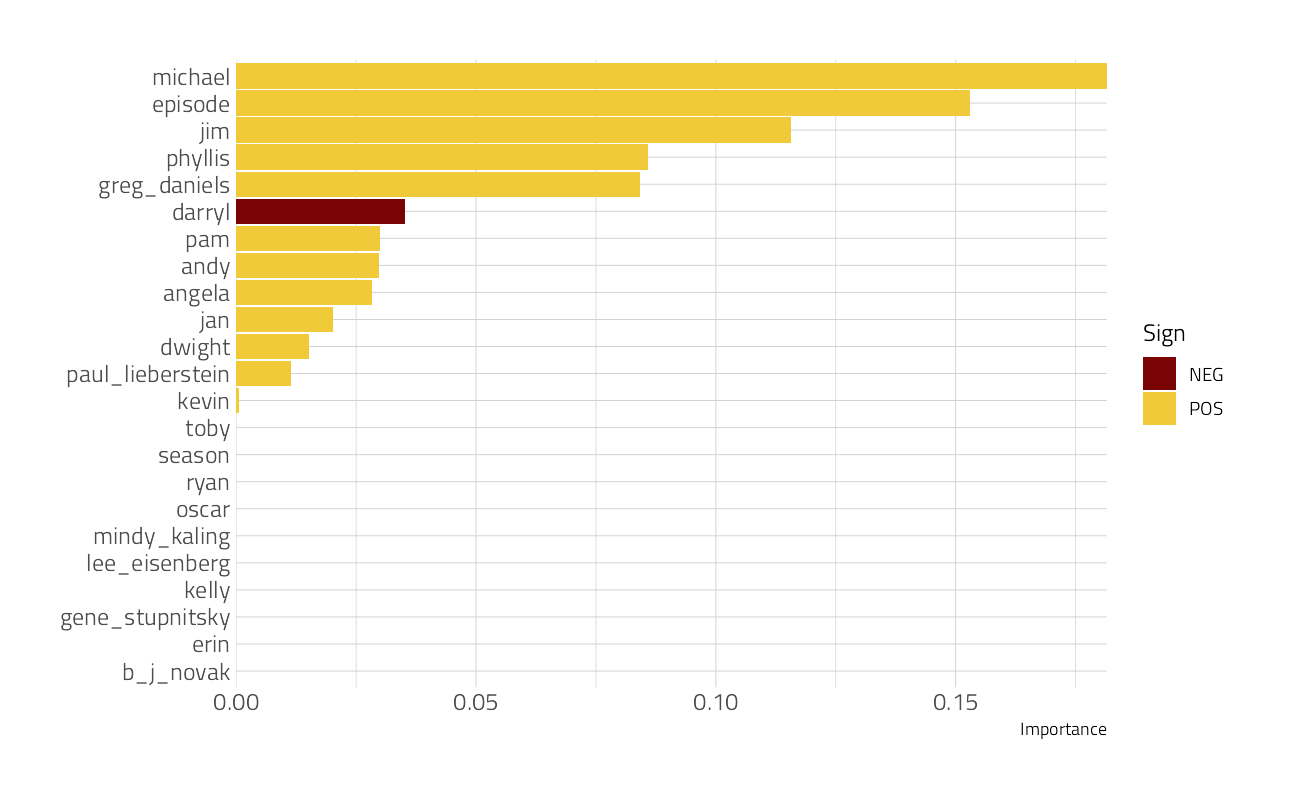 michael
episode
jim
phyllis
greg_daniels
darryl
pam
andy
angela
jan
dwight
paul_lieberstein
kevin
toby
season
ryan
oscar
mindy_kaling
lee_eisenberg
kelly
gene_stupnitsky
erin
b_j_novak
0.00 0.05 0.10 0.15
Importance
Sign
NEG
POS